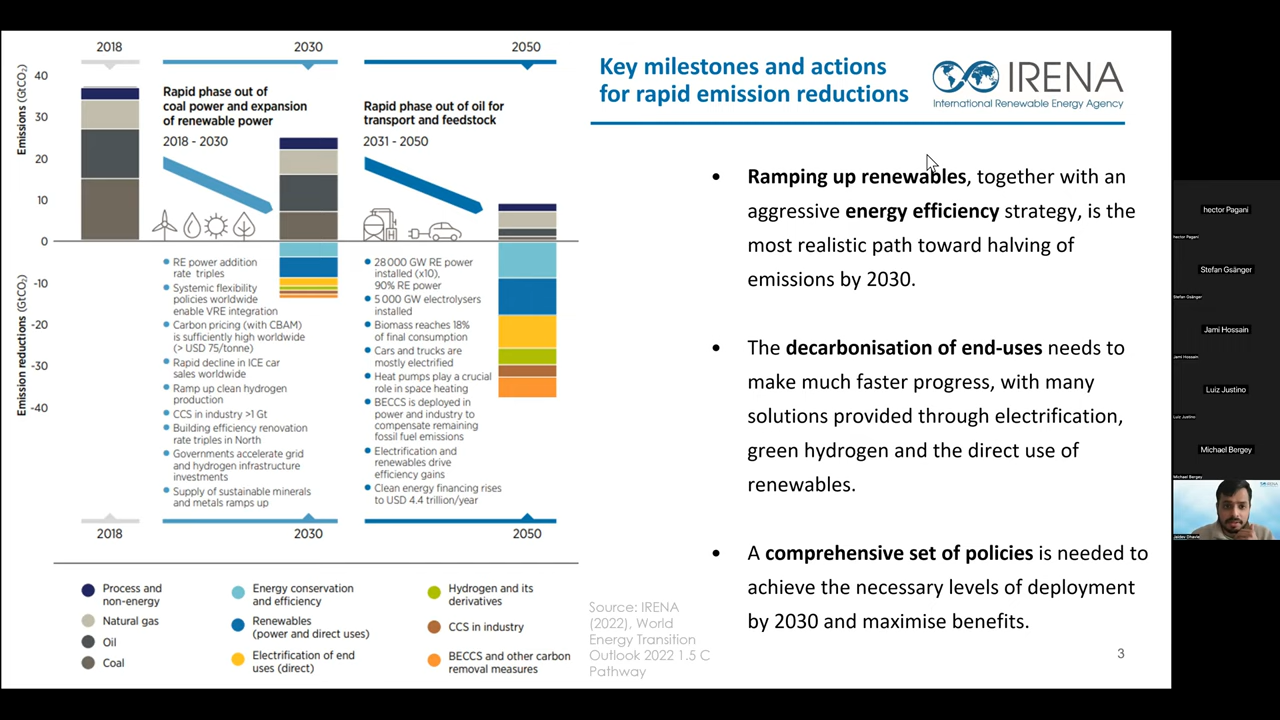 2018
2030
2050
Key milestones and actions
for rapid emission reductions
IRENA
International Renewable Energy Agency
Emissions (GtCO2)
40
30
20
10
0
-10
-20
-30
-40
Emission reductions (GtCO2)
Rapid phase out of
coal power and expansion
of renewable power
2018 - 2030
Rapid phase out of oil for
transport and feedstock
2031 - 2050
• RE power addition
rate triples
• Systemic flexibility
policies worldwide
enable VRE integration
• Carbon pricing (with CBAM)
is sufficiently high worldwide
(> USD 75/tonne)
• Rapid decline in ICE car
sales worldwide
• Ramp up clean hydrogen
production
• CCS in industry >1 Gt
• Building efficiency renovation
rate triples in North
• Governments accelerate grid
and hydrogen infrastructure
investments
• Supply of sustainable minerals
and metals ramps up
• 28 000 GW RE power
installed (x10),
90% RE power
• 5 000 GW electrolysers
installed
• Biomass reaches 18%
of final consumption
• Cars and trucks are
mostly electrified
• Heat pumps play a crucial
role in space heating
• BECCS is deployed in
power and industry to
compensate remaining
fossil fuel emissions
• Electrification and
renewables drive
efficiency gains
• Clean energy financing rises
to USD 4.4 trillion/year
2018
2030
2050
Process and
non-energy
Natural gas
Oil
Coal
Energy conservation
and efficiency
Renewables
(power and direct uses)
Electrification of end
uses (direct)
Hydrogen and its
derivatives
CCS in industry
BECCS and other carbon
removal measures
Source: IRENA
(2022), World
Energy Transition
Outlook 2022 1.5 C
Pathway
• Ramping up renewables, together with an
aggressive energy efficiency strategy, is the
most realistic path toward halving of
emissions by 2030.
• The decarbonisation of end-uses needs to
make much faster progress, with many
solutions provided through electrification,
green hydrogen and the direct use of
renewables.
• A comprehensive set of policies is needed to
achieve the necessary levels of deployment
by 2030 and maximise benefits.
3
hector Pagani
hector Pagani
Stefan Gsänger
Stefan Gsänger
Jami Hossain
Jami Hossain
Luiz Justino
Luiz Justino
Michael Bergey
Michael Bergey
IRENA